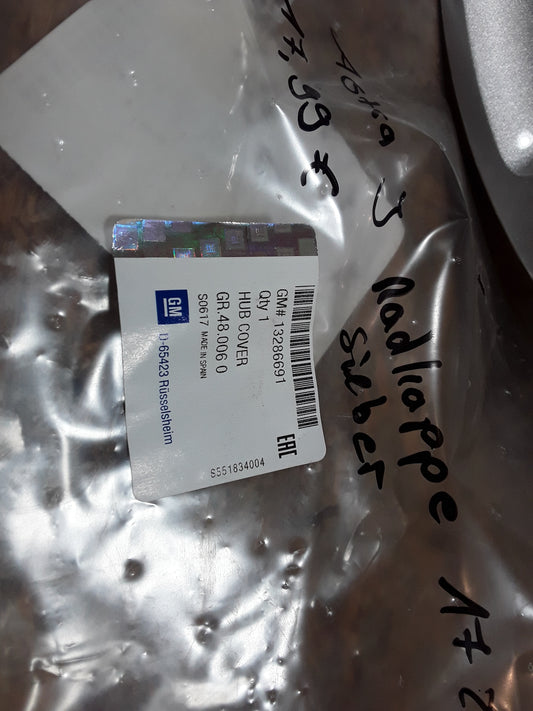 Astra J Radkappe 17 Z
17,99 € silber
GM# 13286691
Qty 1
HUB COVER
GR.48.006 0
S0617 MADE IN SPAIN
EAC
S551834004
GM
D-65423 Rüsselsheim